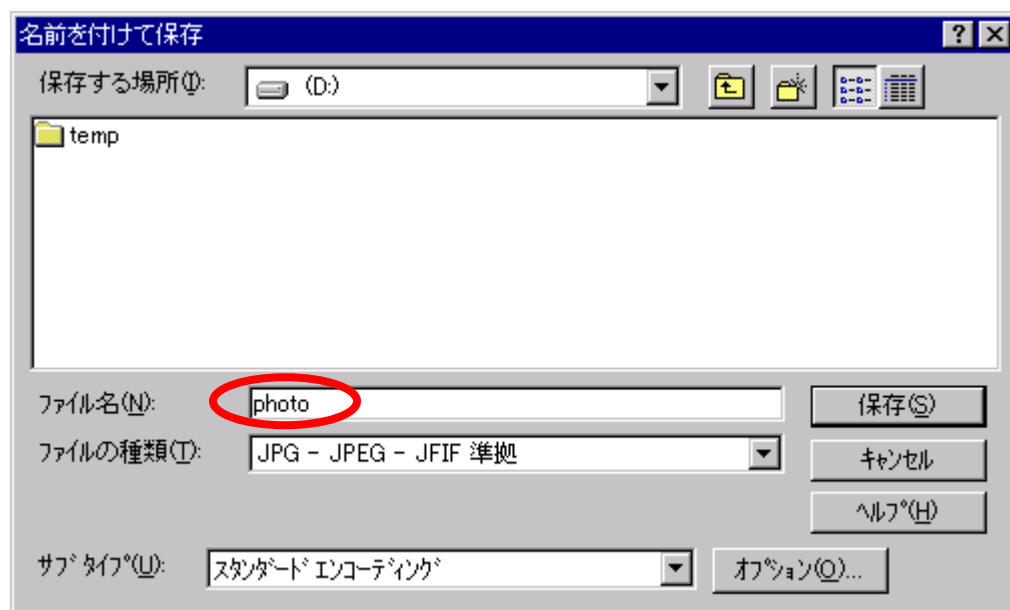 名前を付けて保存
保存する場所(I): (D:)
temp
ファイル名(N): photo 保存(S)
ファイルの種類(T): JPG - JPEG - JFIF 準拠 キャンセル
ヘルプ(H)
サブタイプ(U): スタンダードエンコーディング オプション(O)...